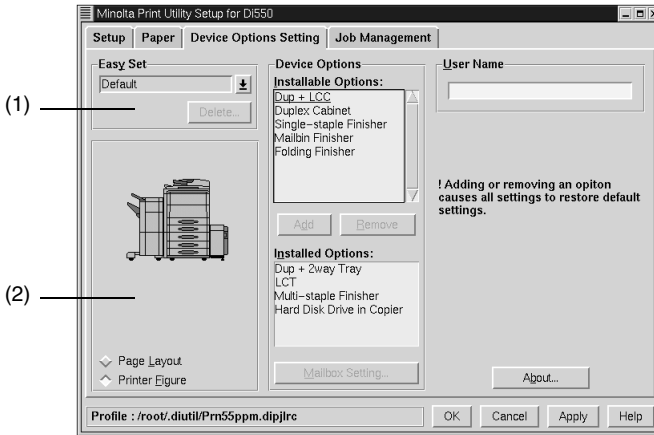 Minolta Print Utility Setup for Di550
Setup
Paper
Device Options Setting
Job Management
(1)
Easy Set
Default
Delete...
(2)
Page Layout
Printer Figure
Device Options
Installable Options:
Dup + LCC
Duplex Cabinet
Single-staple Finisher
Mailbin Finisher
Folding Finisher
Add
Remove
Installed Options:
Dup + 2way Tray
LCT
Multi-staple Finisher
Hard Disk Drive in Copier
Mailbox Setting...
User Name
! Adding or removing an opiton
causes all settings to restore default
settings.
About...
Profile : /root/.diutil/Prn55ppm.dipjlrc
OK
Cancel
Apply
Help